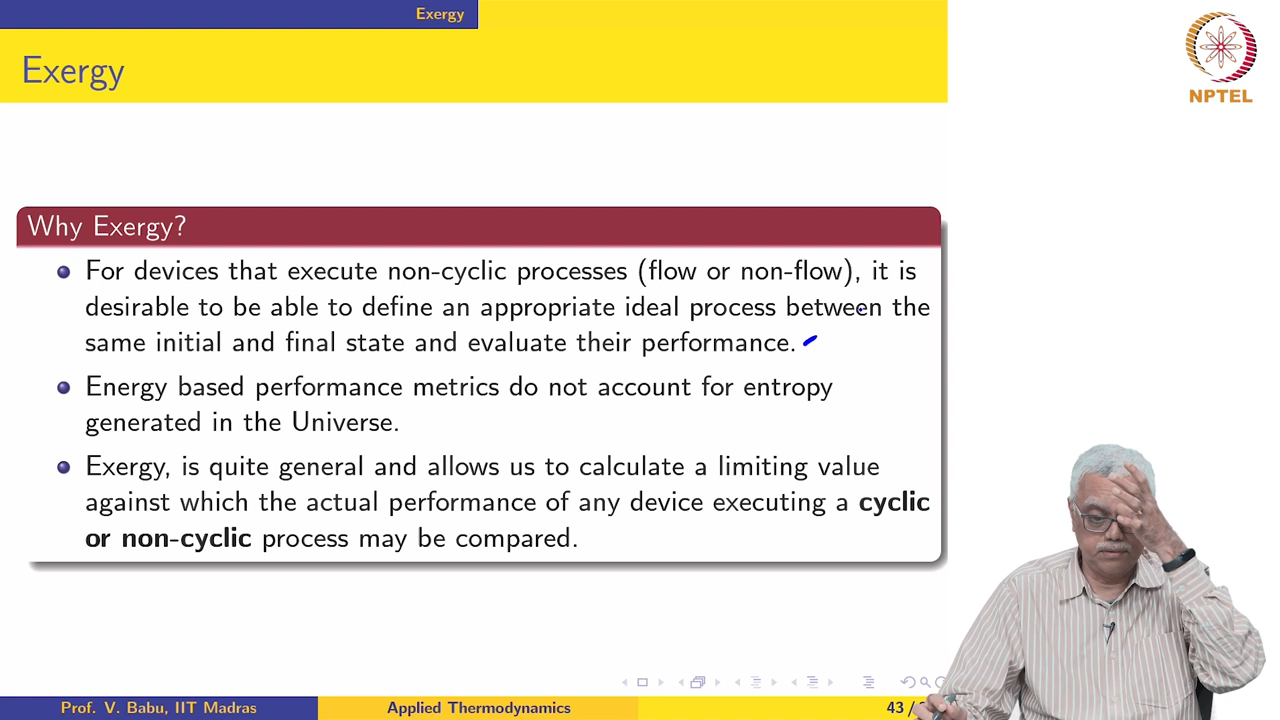 Exergy
Exergy
NPTEL
Why Exergy?
For devices that execute non-cyclic processes (flow or non-flow), it is
desirable to be able to define an appropriate ideal process between the
same initial and final state and evaluate their performance.
Energy based performance metrics do not account for entropy
generated in the Universe.
Exergy, is quite general and allows us to calculate a limiting value
against which the actual performance of any device executing a cyclic
or non-cyclic process may be compared.
Prof. V. Babu, IIT Madras Applied Thermodynamics 43 /